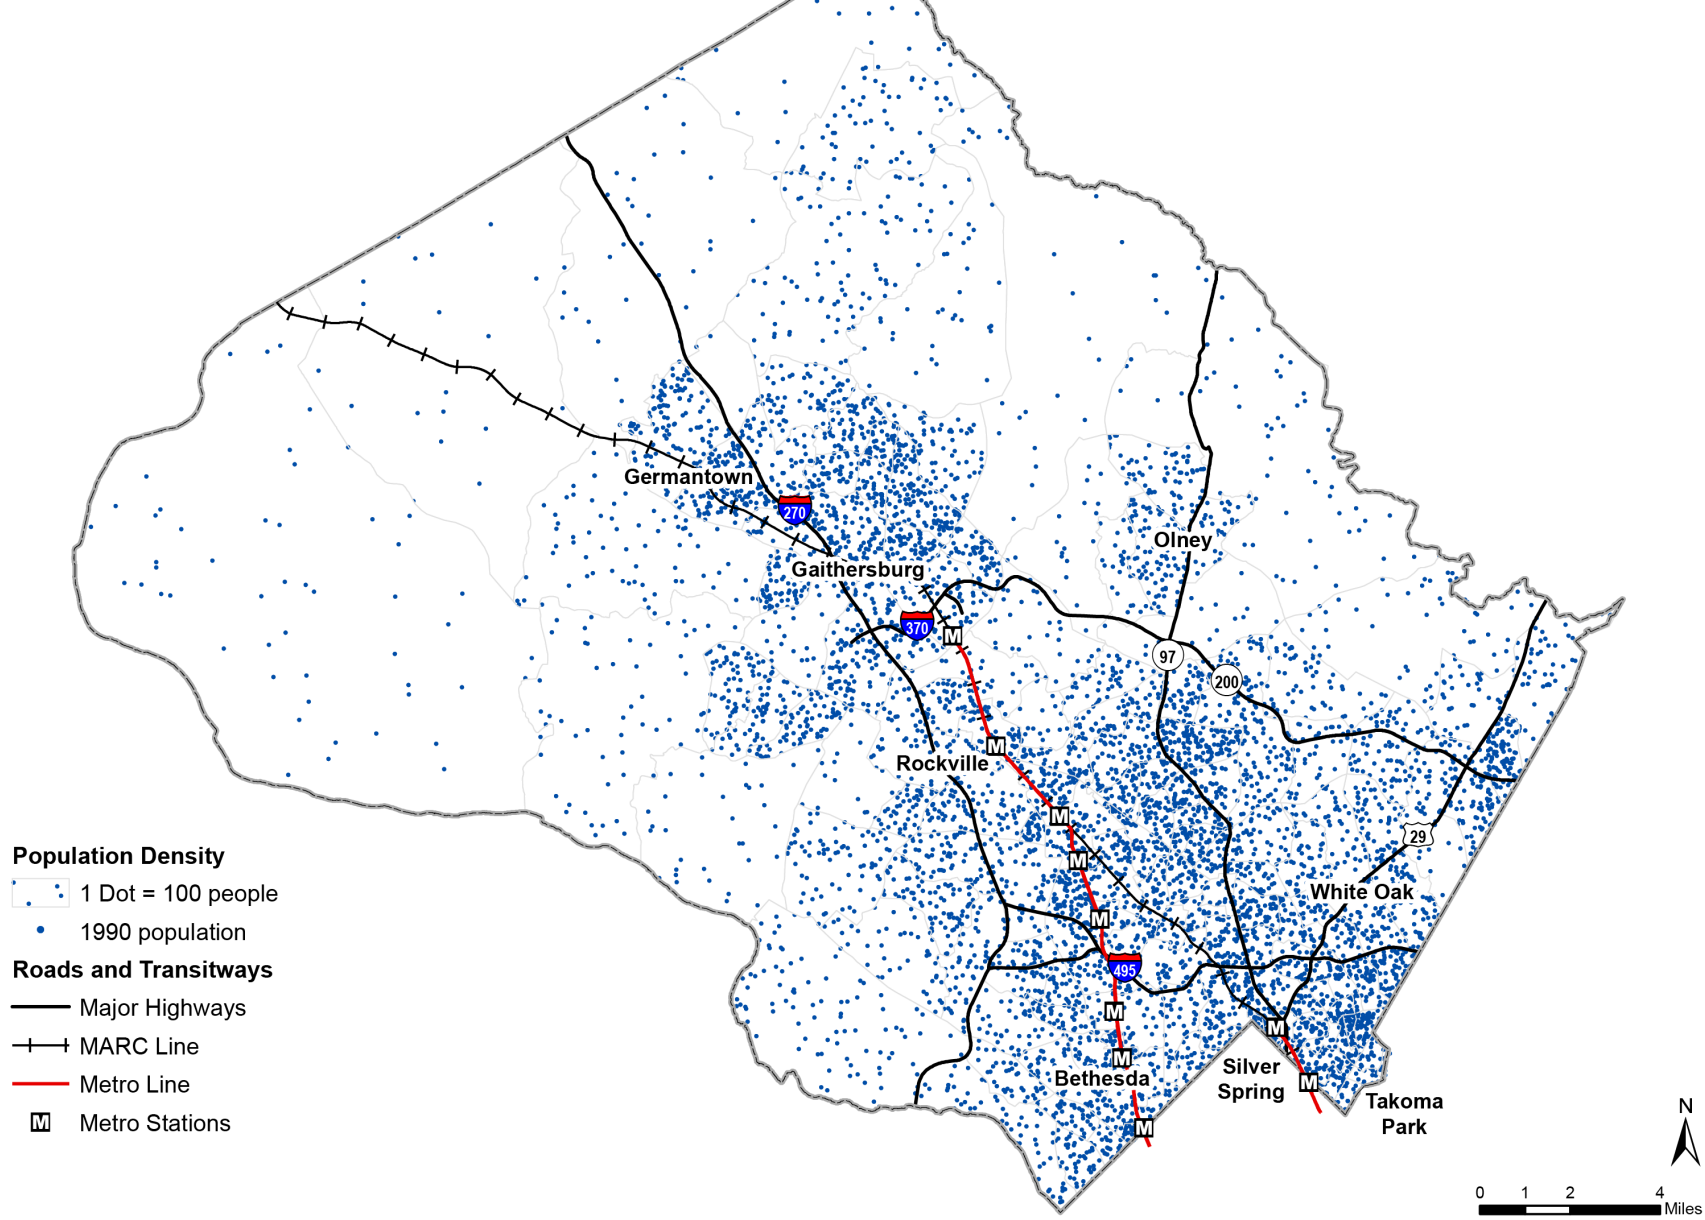 Germantown
270
Gaithersburg
Olney
370
M
97
200
M
Rockville
M
29
M
White Oak
M
495
M
M
M
Bethesda
Silver
Spring
M
Takoma
Park
M
Population Density
1 Dot = 100 people
1990 population
Roads and Transitways
Major Highways
MARC Line
Metro Line
M Metro Stations
N
0 1 2 4
Miles